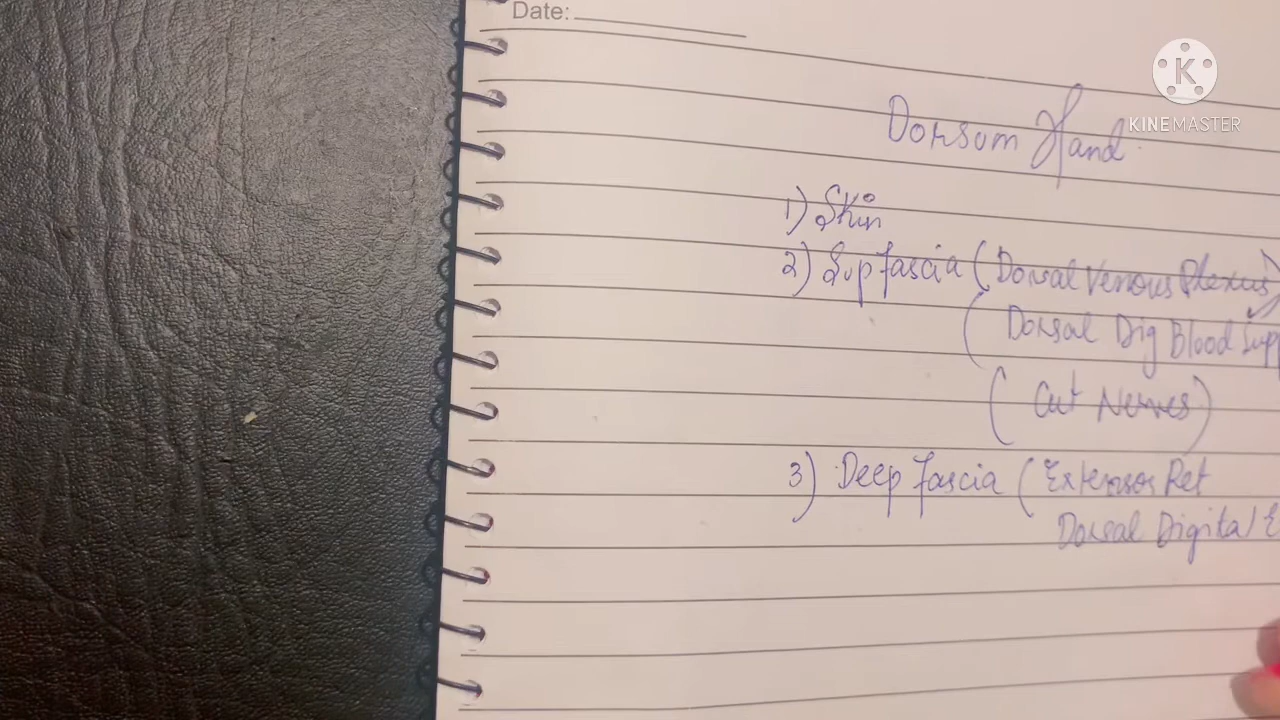 Date:
KINEMASTER
Dorsum Hand
1) Skin
2) Sup fascia (Dorsal Venous Plexus)
(Dorsal Dig Blood Supp
(Cut Nerves)
3) Deep fascia (Extensor Ret
Dorsal Digital E